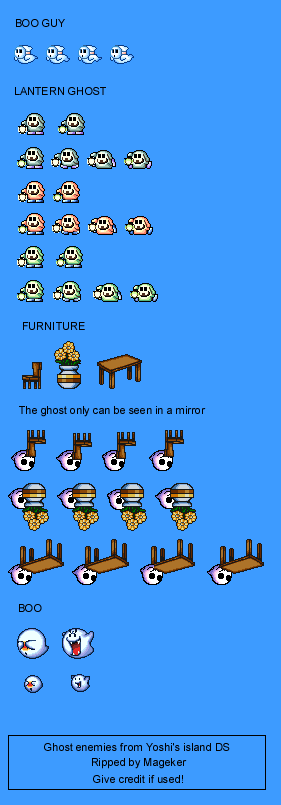 BOO GUY
LANTERN GHOST
FURNITURE
The ghost only can be seen in a mirror
BOO
Ghost enemies from Yoshi's island DS
Ripped by Mageker
Give credit if used!